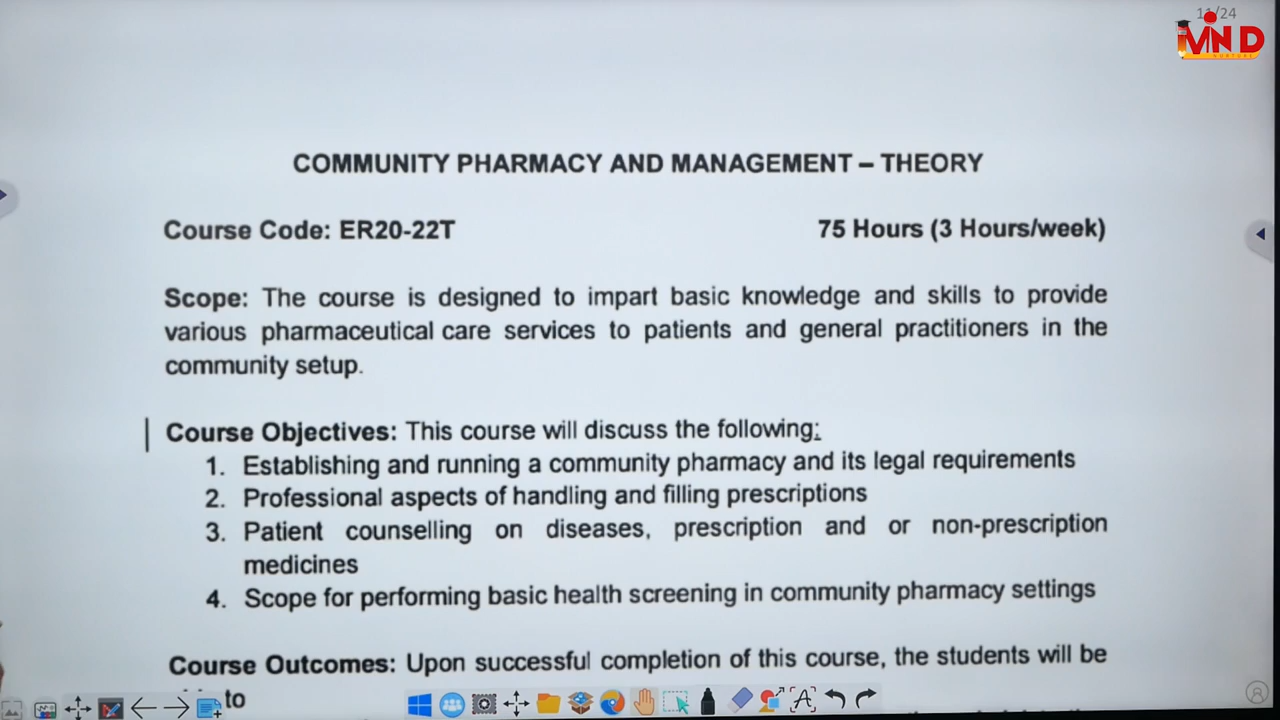 11/24
MIND
NURTURE
COMMUNITY PHARMACY AND MANAGEMENT – THEORY
Course Code: ER20-22T 75 Hours (3 Hours/week)
Scope: The course is designed to impart basic knowledge and skills to provide
various pharmaceutical care services to patients and general practitioners in the
community setup.
Course Objectives: This course will discuss the following:
1. Establishing and running a community pharmacy and its legal requirements
2. Professional aspects of handling and filling prescriptions
3. Patient counselling on diseases, prescription and or non-prescription
medicines
4. Scope for performing basic health screening in community pharmacy settings
Course Outcomes: Upon successful completion of this course, the students will be
to